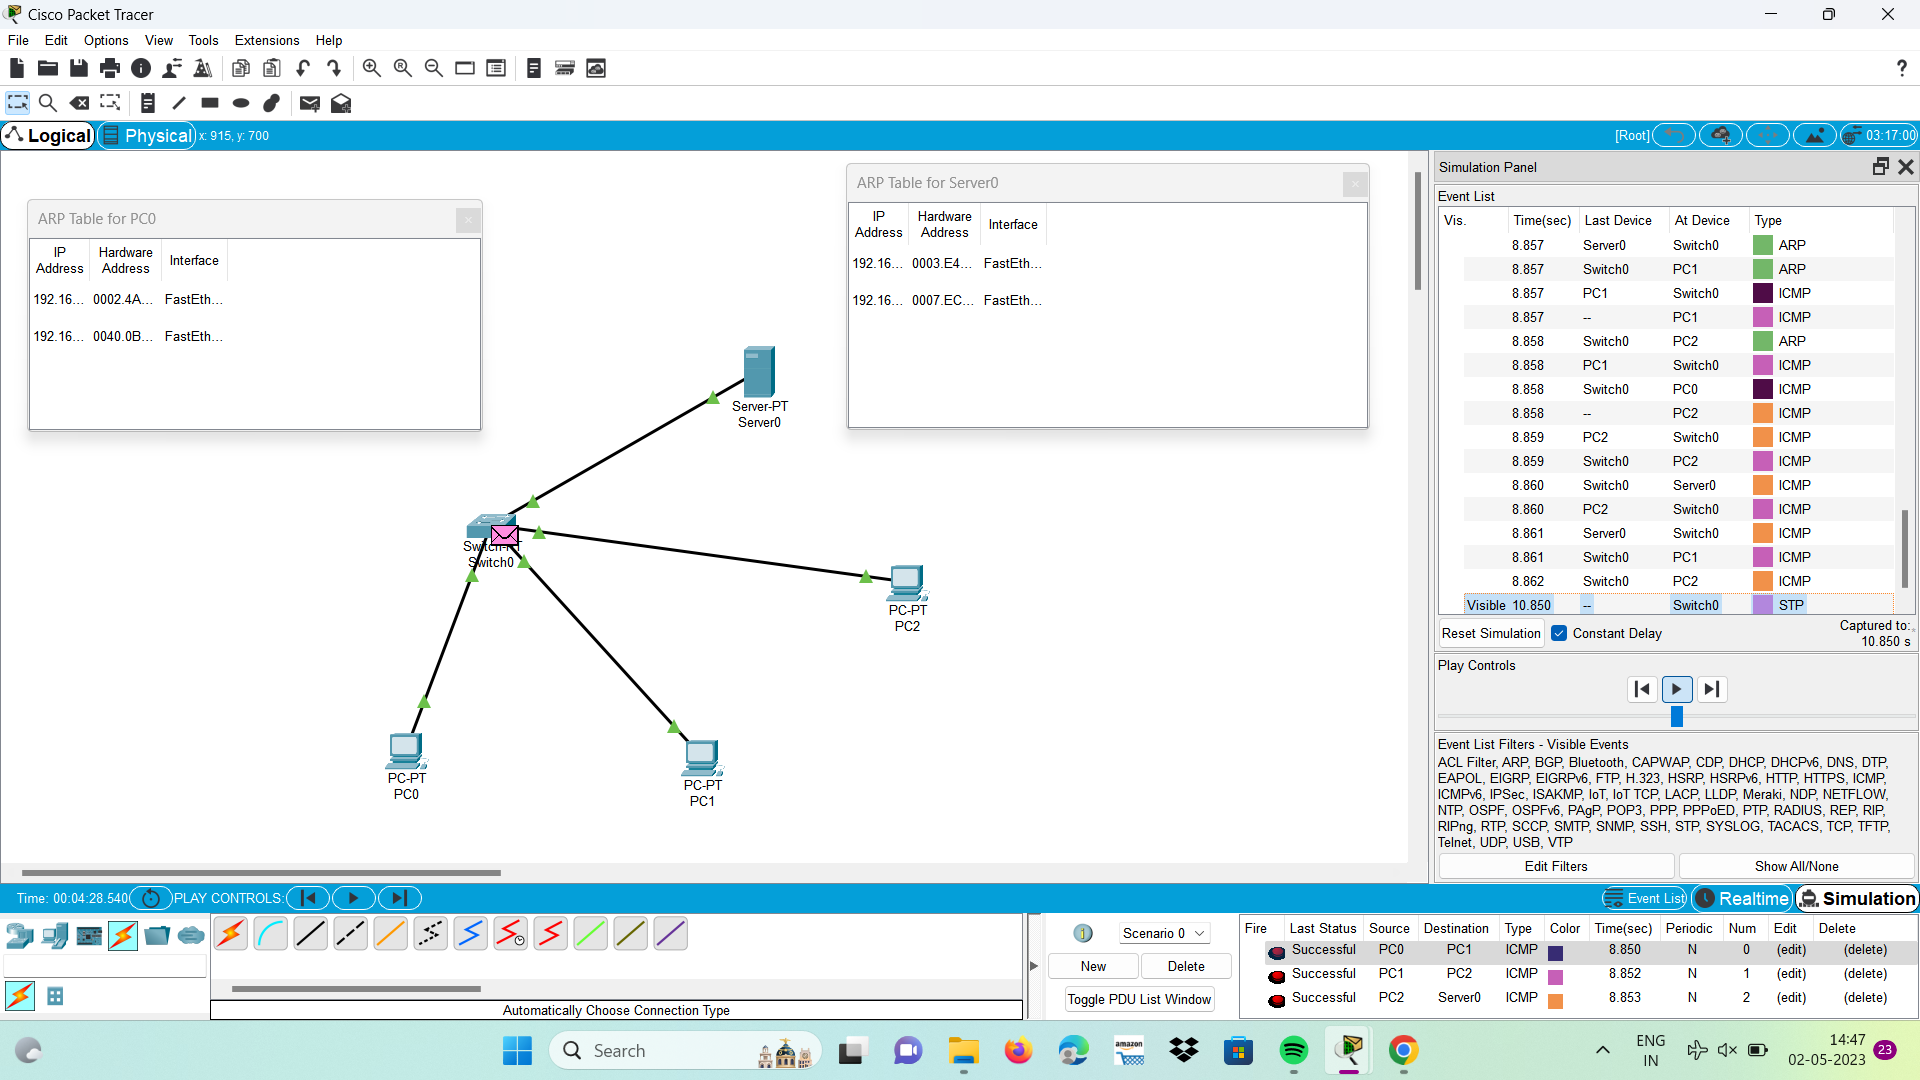 Cisco Packet Tracer
File Edit Options View Tools Extensions Help
Logical Physical x: 915, y: 700 [Root] 03:17:00
ARP Table for PC0
IP Address Hardware Address Interface
192.16... 0002.4A... FastEth...
192.16... 0040.0B... FastEth...
ARP Table for Server0
IP Address Hardware Address Interface
192.16... 0003.E4... FastEth...
192.16... 0007.EC... FastEth...
Server-PT
Server0
Switch0
PC-PT
PC2
PC-PT
PC0
PC-PT
PC1
Simulation Panel
Event List
Vis. Time(sec) Last Device At Device Type
8.857 Server0 Switch0 ARP
8.857 Switch0 PC1 ARP
8.857 PC1 Switch0 ICMP
8.857 -- PC1 ICMP
8.858 Switch0 PC2 ARP
8.858 PC1 Switch0 ICMP
8.858 Switch0 PC0 ICMP
8.858 -- PC2 ICMP
8.859 PC2 Switch0 ICMP
8.859 Switch0 PC2 ICMP
8.860 Switch0 Server0 ICMP
8.860 PC2 Switch0 ICMP
8.861 Server0 Switch0 ICMP
8.861 Switch0 PC1 ICMP
8.862 Switch0 PC2 ICMP
Visible 10.850 -- Switch0 STP
Reset Simulation Constant Delay Captured to:
10.850 s
Play Controls
Event List Filters - Visible Events
ACL Filter, ARP, BGP, Bluetooth, CAPWAP, CDP, DHCP, DHCPv6, DNS, DTP,
EAPOL, EIGRP, EIGRPv6, FTP, H.323, HSRP, HSRPv6, HTTP, HTTPS, ICMP,
ICMPv6, IPSec, ISAKMP, IoT, IoT TCP, LACP, LLDP, Meraki, NDP, NETFLOW,
NTP, OSPF, OSPFv6, PAgP, POP3, PPP, PPPoED, PTP, RADIUS, REP, RIP,
RIPng, RTP, SCCP, SMTP, SNMP, SSH, STP, SYSLOG, TACACS, TCP, TFTP,
Telnet, UDP, USB, VTP
Edit Filters Show All/None
Time: 00:04:28.540 PLAY CONTROLS: Event List Realtime Simulation
Automatically Choose Connection Type
Scenario 0
New Delete
Toggle PDU List Window
Fire Last Status Source Destination Type Color Time(sec) Periodic Num Edit Delete
Successful PC0 PC1 ICMP 8.850 N 0 (edit) (delete)
Successful PC1 PC2 ICMP 8.852 N 1 (edit) (delete)
Successful PC2 Server0 ICMP 8.853 N 2 (edit) (delete)
Search
amazon
ENG
IN
14:47
02-05-2023
23